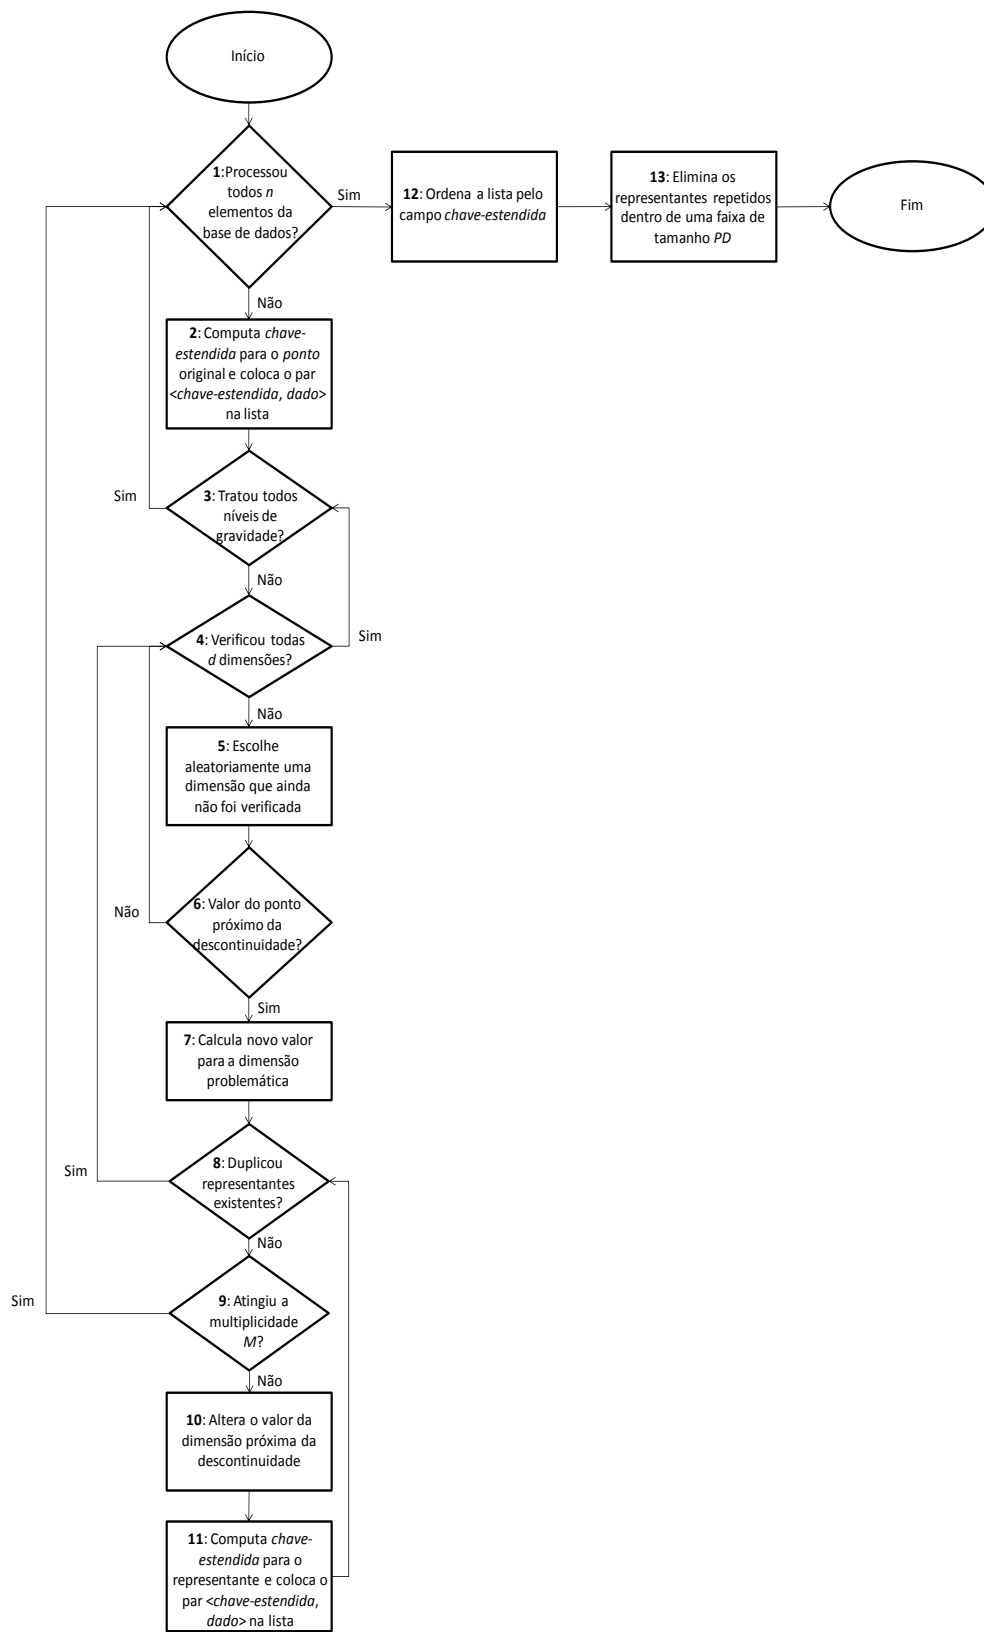 Início
1:Processou
todos n
elementos da
base de dados?
Sim
12: Ordena a lista pelo
campo chave-estendida
13: Elimina os
representantes repetidos
dentro de uma faixa de
tamanho PD
Fim
Não
2: Computa chave-
estendida para o ponto
original e coloca o par
<chave-estendida, dado>
na lista
Sim
3: Tratou todos
níveis de
gravidade?
Não
4: Verificou todas
d dimensões?
Sim
Não
5: Escolhe
aleatoriamente uma
dimensão que ainda
não foi verificada
Não
6: Valor do ponto
próximo da
descontinuidade?
Sim
7: Calcula novo valor
para a dimensão
problemática
Sim
8: Duplicou
representantes
existentes?
Não
Sim
9: Atingiu a
multiplicidade
M?
Não
10: Altera o valor da
dimensão próxima da
descontinuidade
11: Computa chave-
estendida para o
representante e coloca o
par <chave-estendida,
dado> na lista